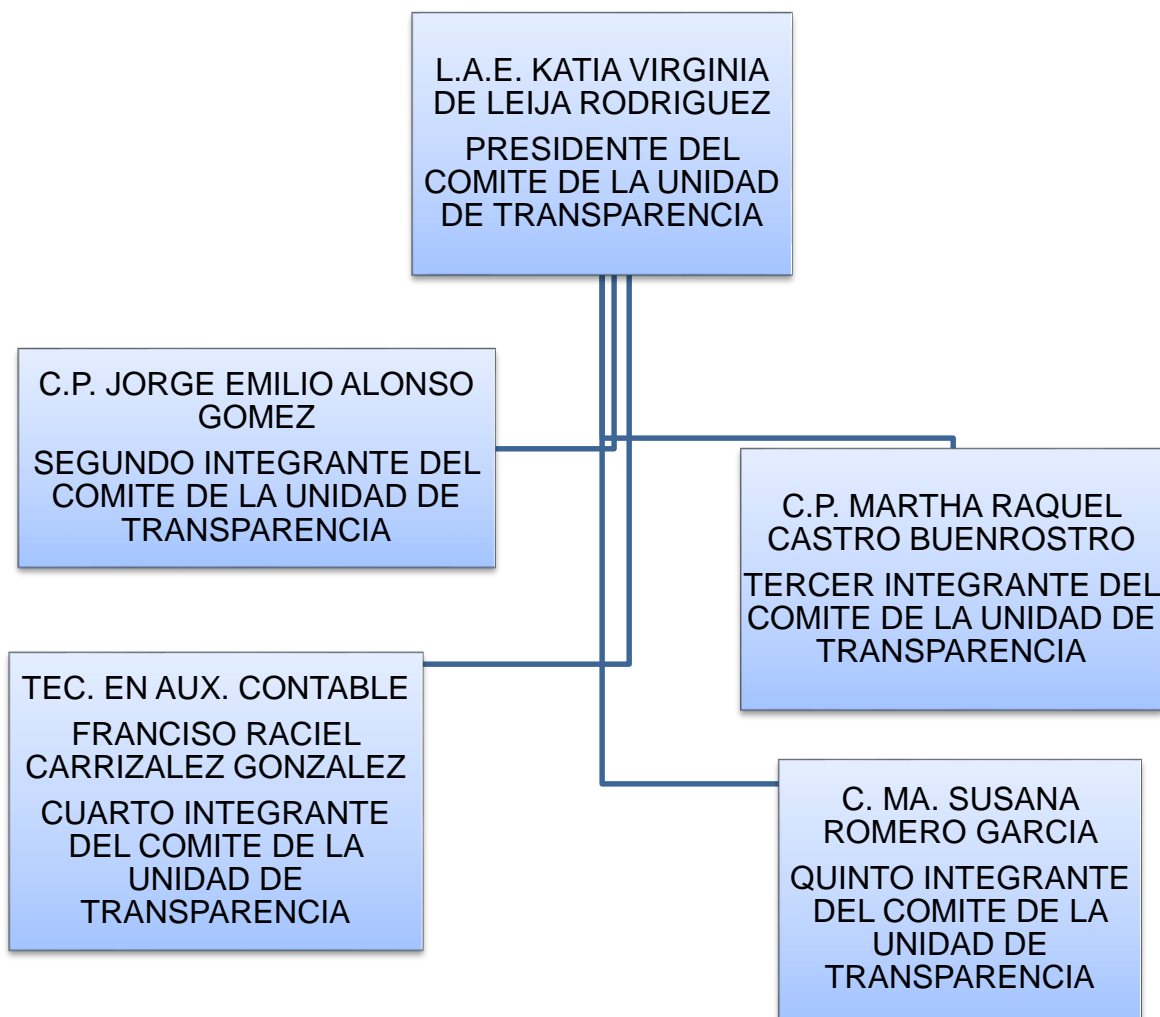 L.A.E. KATIA VIRGINIA
DE LEIJA RODRIGUEZ
PRESIDENTE DEL
COMITE DE LA UNIDAD
DE TRANSPARENCIA
C.P. JORGE EMILIO ALONSO
GOMEZ
SEGUNDO INTEGRANTE DEL
COMITE DE LA UNIDAD DE
TRANSPARENCIA
C.P. MARTHA RAQUEL
CASTRO BUENROSTRO
TERCER INTEGRANTE DEL
COMITE DE LA UNIDAD DE
TRANSPARENCIA
TEC. EN AUX. CONTABLE
FRANCISO RACIEL
CARRIZALEZ GONZALEZ
CUARTO INTEGRANTE
DEL COMITE DE LA
UNIDAD DE
TRANSPARENCIA
C. MA. SUSANA
ROMERO GARCIA
QUINTO INTEGRANTE
DEL COMITE DE LA
UNIDAD DE
TRANSPARENCIA